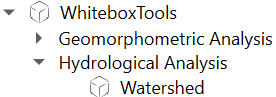 WhiteboxTools
Geomorphometric Analysis
Hydrological Analysis
Watershed